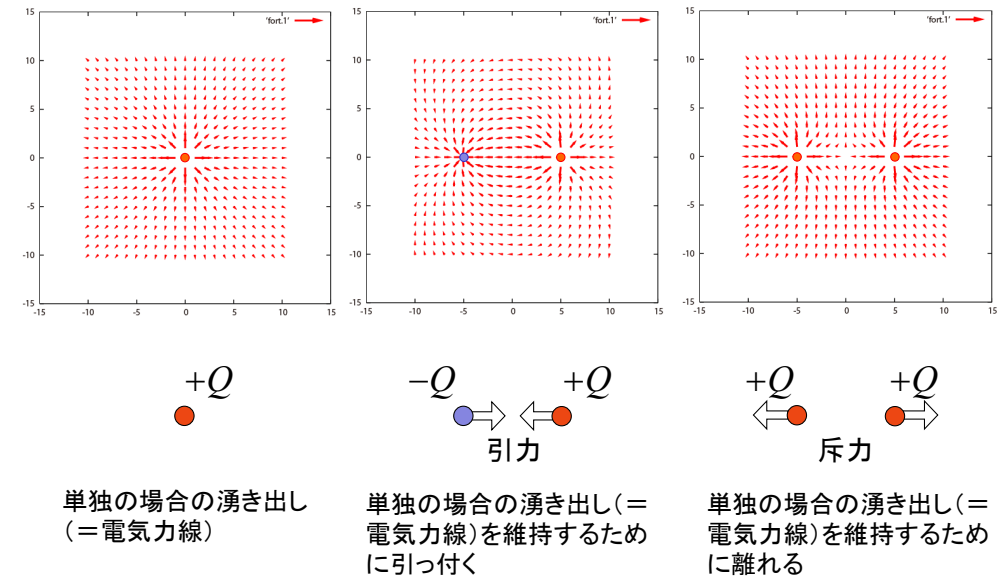 15
'fort.1'
10
5
0
-5
-10
-15
-15
-10
-5
0
5
10
15
15
'fort.1'
10
5
0
-5
-10
-15
-15
-10
-5
0
5
10
15
15
'fort.1'
10
5
0
-5
-10
-15
-15
-10
-5
0
5
10
15
+Q
単独の場合の湧き出し
(=電気力線)
−Q
+Q
引力
単独の場合の湧き出し(=
電気力線)を維持するため
に引っ付く
+Q
+Q
斥力
単独の場合の湧き出し(=
電気力線)を維持するため
に離れる